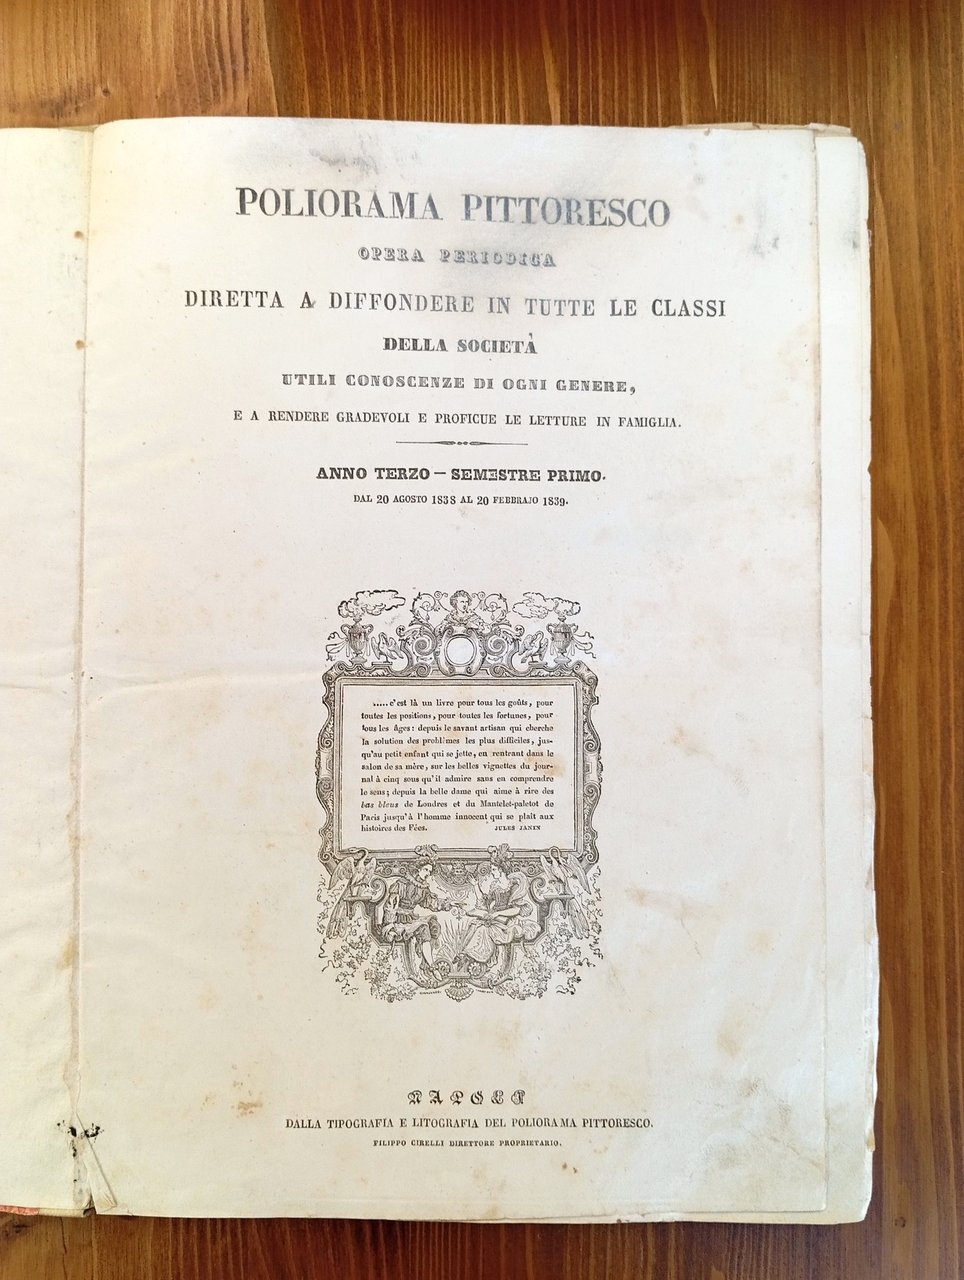 POLIORAMA PITTORESCO
OPERA PERIODICA
DIRETTA A DIFFONDERE IN TUTTE LE CLASSI
DELLA SOCIETÀ
UTILI CONOSCENZE DI OGNI GENERE,
E A RENDERE GRADEVOLI E PROFICUE LE LETTURE IN FAMIGLIA.
ANNO TERZO — SEMESTRE PRIMO.
DAL 20 AGOSTO 1838 AL 20 FEBBRAJO 1839.
.....c'est là un livre pour tous les goûts, pour
toutes les positions, pour toutes les fortunes, pour
tous les âges: depuis le savant artisan qui cherche
la solution des problèmes les plus difficiles, jus-
qu'au petit enfant qui se jette, en rentrant dans le
salon de sa mère, sur les belles vignettes du jour-
nal à cinq sous qu'il admire sans en comprendre
le sens; depuis la belle dame qui aime à rire des
bas bleus de Londres et du Mantelet-paletot de
Paris jusqu'à l'homme innocent qui se plaît aux
histoires des Fées. JULES JANIN
NAPOLI
DALLA TIPOGRAFIA E LITOGRAFIA DEL POLIORAMA PITTORESCO.
FILIPPO CIRELLI DIRETTORE PROPRIETARIO.